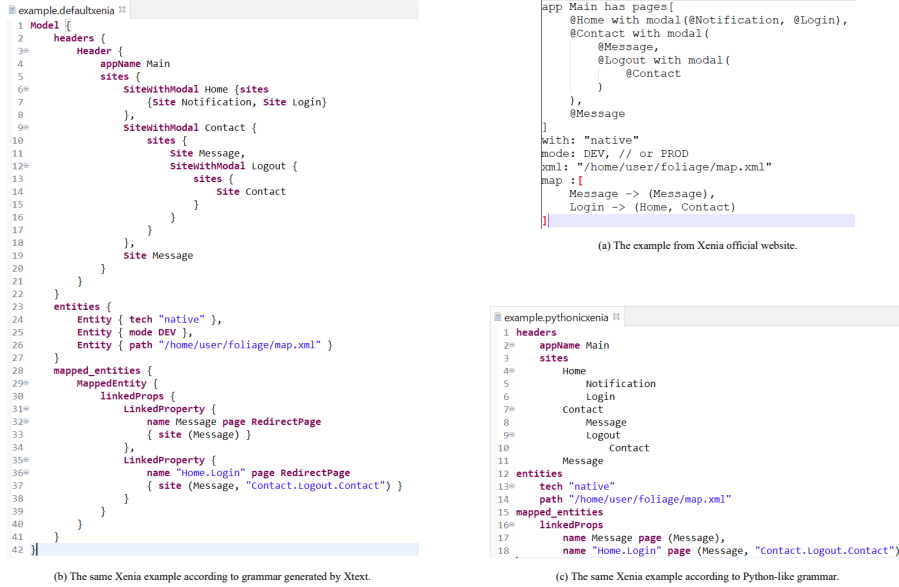 example.defaultxenia
1 Model {
2 headers {
3 Header {
4 appName Main
5 sites {
6 SiteWithModal Home {sites
7 {Site Notification, Site Login}
8 },
9 SiteWithModal Contact {
10 sites {
11 Site Message,
12 SiteWithModal Logout {
13 sites {
14 Site Contact
15 }
16 }
17 }
18 },
19 Site Message
20 }
21 }
22 }
23 entities {
24 Entity { tech "native" },
25 Entity { mode DEV },
26 Entity { path "/home/user/foliage/map.xml" }
27 }
28 mapped_entities {
29 MappedEntity {
30 linkedProps {
31 LinkedProperty {
32 name Message page RedirectPage
33 { site (Message) }
34 },
35 LinkedProperty {
36 name "Home.Login" page RedirectPage
37 { site (Message, "Contact.Logout.Contact") }
38 }
39 }
40 }
41 }
42 }
(b) The same Xenia example according to grammar generated by Xtext.
app Main has pages[
@Home with modal(@Notification, @Login),
@Contact with modal(
@Message,
@Logout with modal(
@Contact
)
),
@Message
]
with: "native"
mode: DEV, // or PROD
xml: "/home/user/foliage/map.xml"
map :[
Message -> (Message),
Login -> (Home, Contact)
]
(a) The example from Xenia official website.
example.pythonicxenia
1 headers
2 appName Main
3 sites
4 Home
5 Notification
6 Login
7 Contact
8 Message
9 Logout
10 Contact
11 Message
12 entities
13 tech "native"
14 path "/home/user/foliage/map.xml"
15 mapped_entities
16 linkedProps
17 name Message page (Message),
18 name "Home.Login" page (Message, "Contact.Logout.Contact")
(c) The same Xenia example according to Python-like grammar.